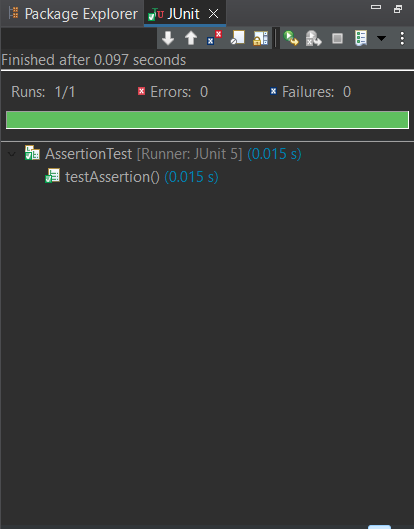 Package Explorer JUnit
Finished after 0.097 seconds
Runs: 1/1 Errors: 0 Failures: 0
AssertionTest [Runner: JUnit 5] (0.015 s)
testAssertion() (0.015 s)